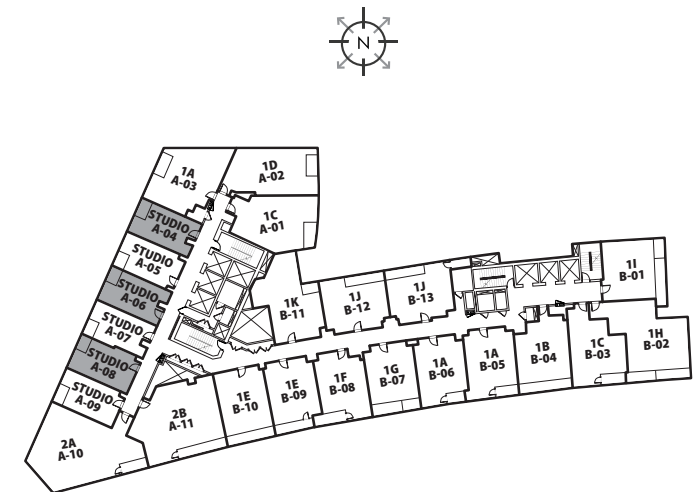 N
1A
A-03
1D
A-02
1C
A-01
STUDIO
A-04
STUDIO
A-05
STUDIO
A-06
STUDIO
A-07
STUDIO
A-08
STUDIO
A-09
2A
A-10
2B
A-11
1K
B-11
1J
B-12
1J
B-13
1I
B-01
1H
B-02
1C
B-03
1B
B-04
1A
B-05
1A
B-06
1G
B-07
1F
B-08
1E
B-09
1E
B-10